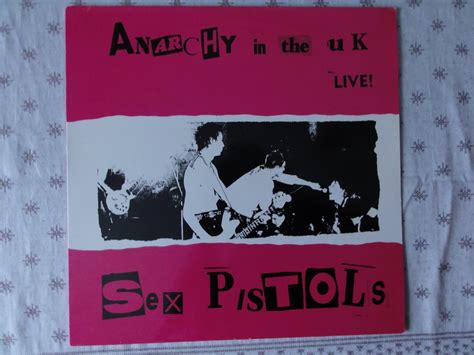 ANARCHY in the UK
LIVE!
Sex PISTOLs